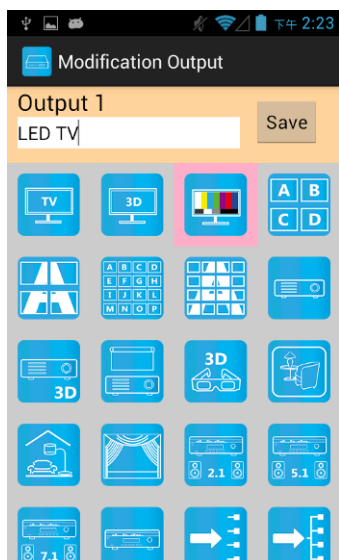 下午 2:23
Modification Output
Output 1
LED TV
Save
TV
3D
A B
C D
A B C D
E F G H
I J K L
M N O P
3D
3D
2.1
5.1
7.1